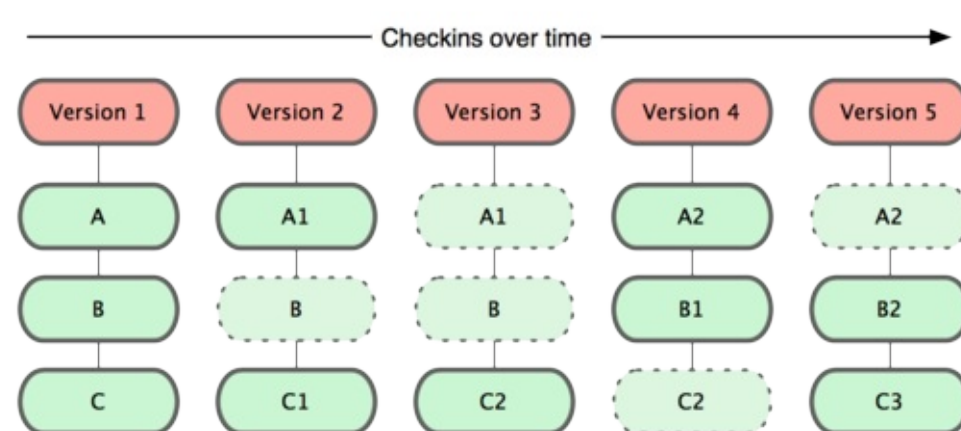 Checkins over time
Version 1 Version 2 Version 3 Version 4 Version 5
A A1 A1 A2 A2
B B B B1 B2
C C1 C2 C2 C3